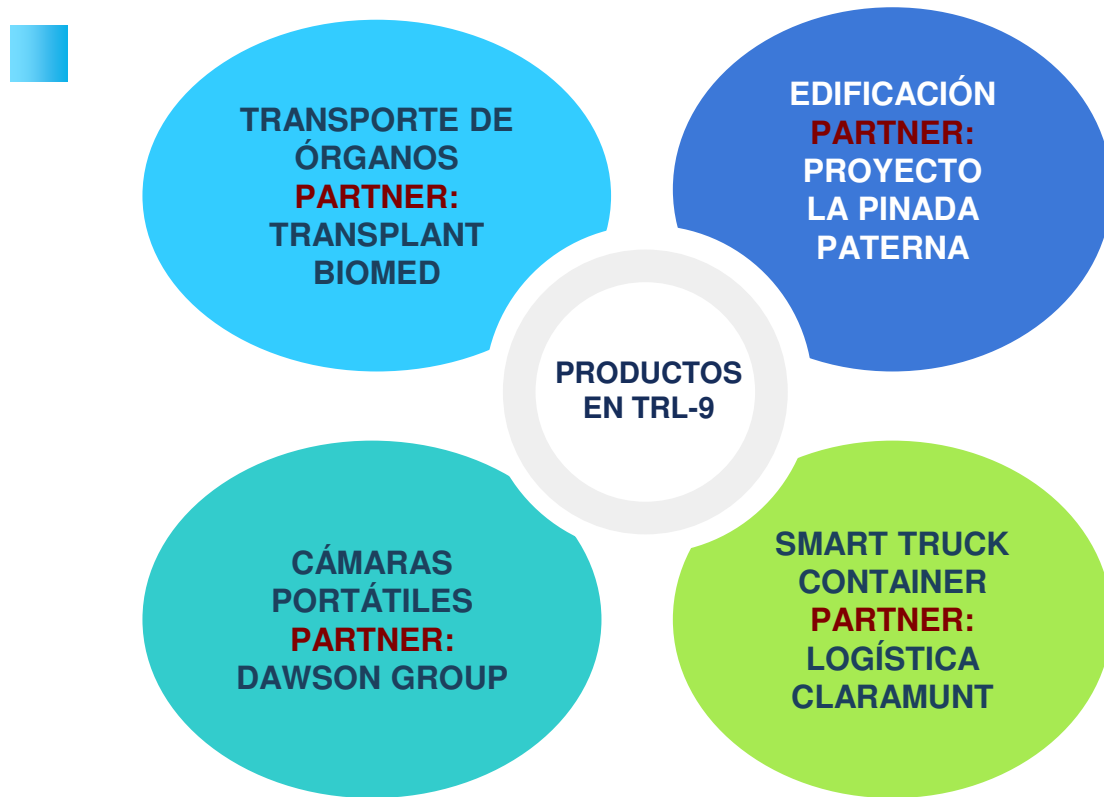 TRANSPORTE DE
ÓRGANOS
PARTNER:
TRANSPLANT
BIOMED
EDIFICACIÓN
PARTNER:
PROYECTO
LA PINADA
PATERNA
PRODUCTOS
EN TRL-9
CÁMARAS
PORTÁTILES
PARTNER:
DAWSON GROUP
SMART TRUCK
CONTAINER
PARTNER:
LOGÍSTICA
CLARAMUNT